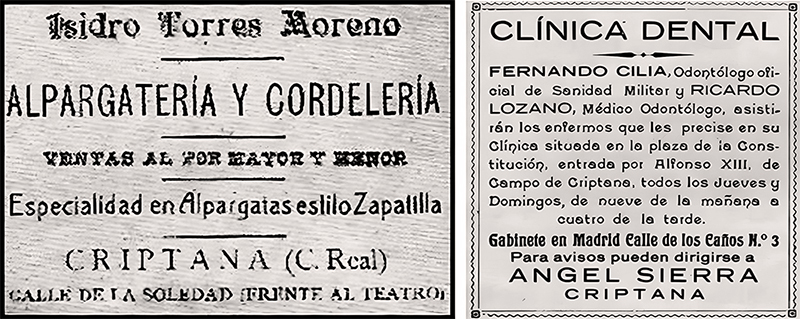 Isidro Torres Moreno
ALPARGATERÍA Y CORDELERÍA
VENTAS AL POR MAYOR Y MENOR
Especialidad en Alpargatas estilo Zapatilla
CRIPTANA (C. Real)
CALLE DE LA SOLEDAD (FRENTE AL TEATRO)
CLÍNICA DENTAL
FERNANDO CILIA, Odontólogo ofi-
cial de Sanidad Militar y RICARDO
LOZANO, Médico Odontólogo, asisti-
rán los enfermos que les precise en su
Clínica situada en la plaza de la Cons-
titución, entrada por Alfonso XIII, de
Campo de Criptana, todos los Jueves y
Domingos, de nueve de la mañana a
cuatro de la tarde.
Gabinete en Madrid Calle de los Caños N.º 3
Para avisos pueden dirigirse a
ANGEL SIERRA
CRIPTANA